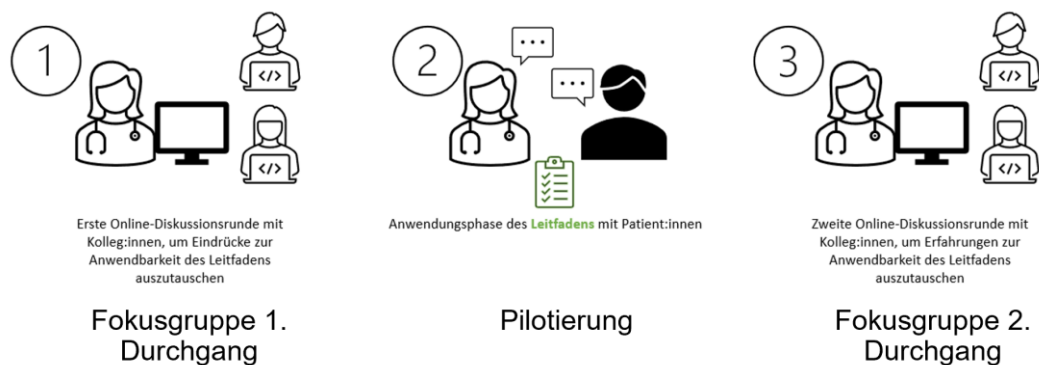 1
</>
</>
Erste Online-Diskussionsrunde mit
Kolleg:innen, um Eindrücke zur
Anwendbarkeit des Leitfadens
auszutauschen
Fokusgruppe 1.
Durchgang
2
Anwendungsphase des Leitfadens mit Patient:innen
Pilotierung
3
</>
</>
Zweite Online-Diskussionsrunde mit
Kolleg:innen, um Erfahrungen zur
Anwendbarkeit des Leitfadens
auszutauschen
Fokusgruppe 2.
Durchgang